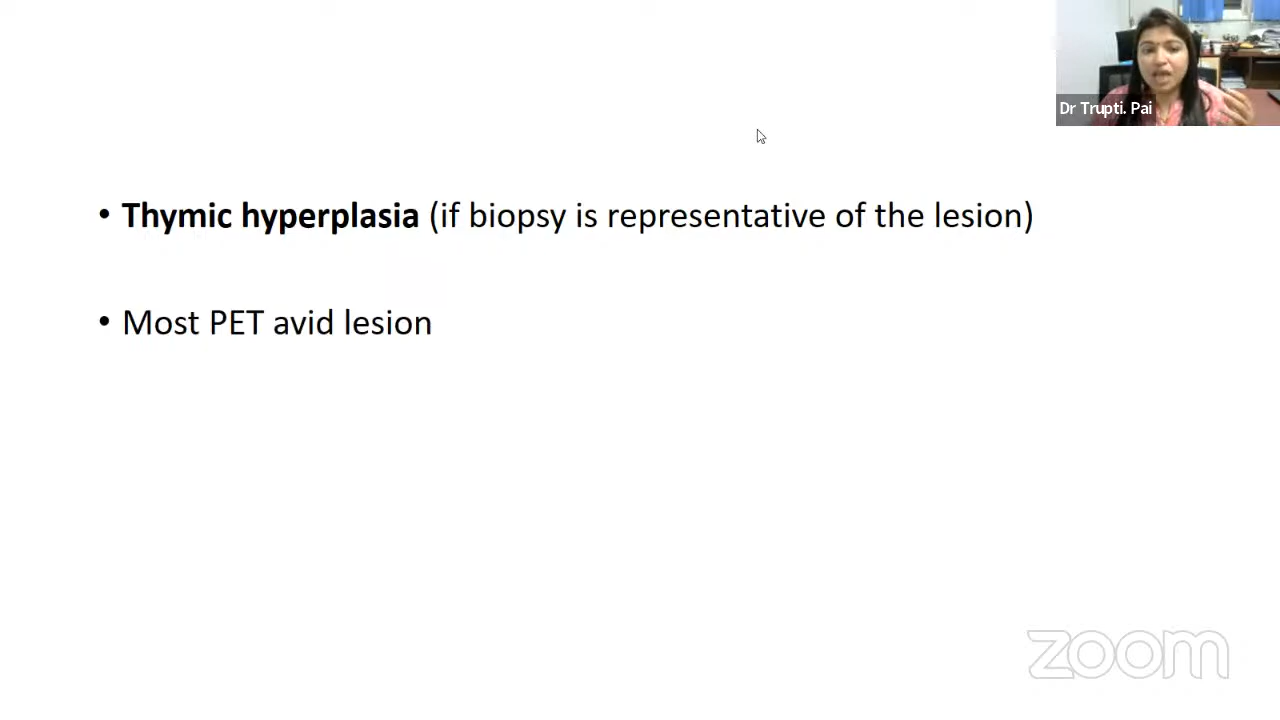 Dr Trupti. Pai
• Thymic hyperplasia (if biopsy is representative of the lesion)
• Most PET avid lesion
zoom